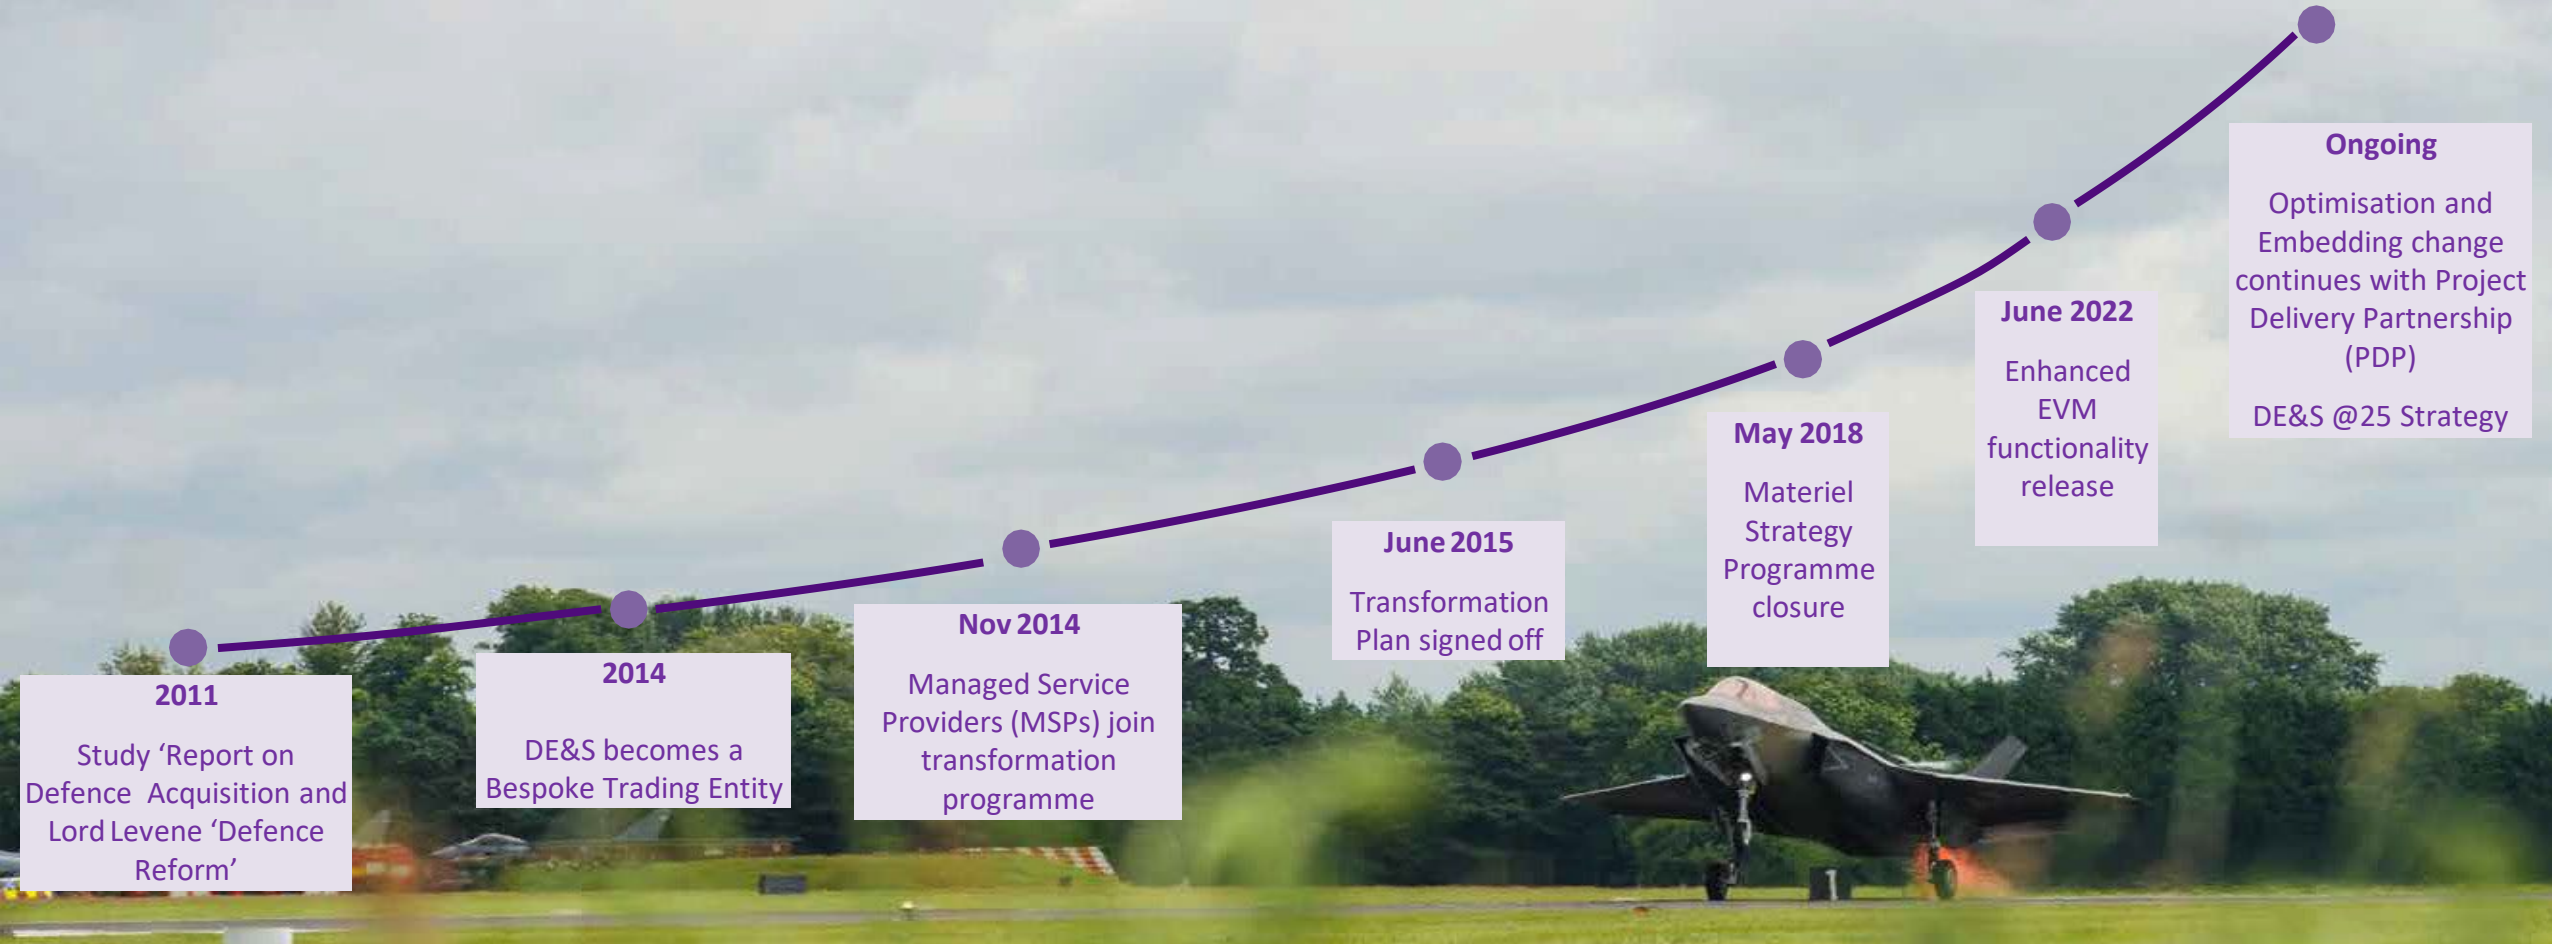 2011
Study ‘Report on
Defence Acquisition and
Lord Levene ‘Defence
Reform’
2014
DE&S becomes a
Bespoke Trading Entity
Nov 2014
Managed Service
Providers (MSPs) join
transformation
programme
June 2015
Transformation
Plan signed off
May 2018
Materiel
Strategy
Programme
closure
June 2022
Enhanced
EVM
functionality
release
Ongoing
Optimisation and
Embedding change
continues with Project
Delivery Partnership
(PDP)
DE&S @25 Strategy
1